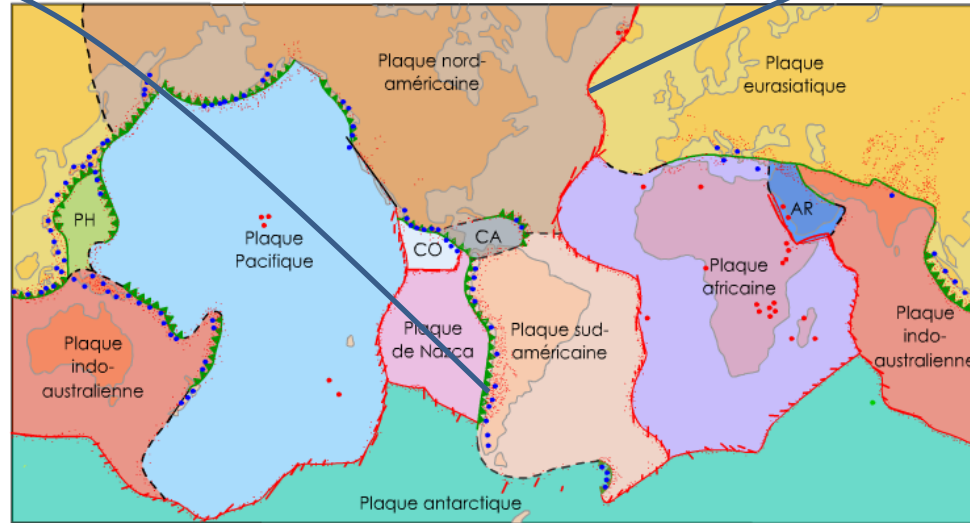 Plaque nord-
américaine
Plaque
eurasiatique
PH
Plaque
Pacifique
CO
CA
AR
Plaque
africaine
Plaque
indo-
australienne
Plaque
de Nazca
Plaque sud-
américaine
Plaque
indo-
australienne
Plaque antarctique